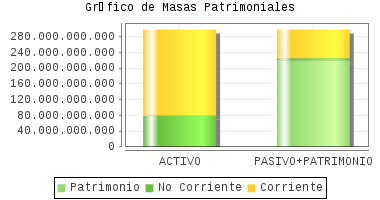 Gr▯fico de Masas Patrimoniales
280.000.000.000
240.000.000.000
200.000.000.000
160.000.000.000
120.000.000.000
80.000.000.000
40.000.000.000
ACTIVO PASIVO+PATRIMONIO
Patrimonio No Corriente Corriente